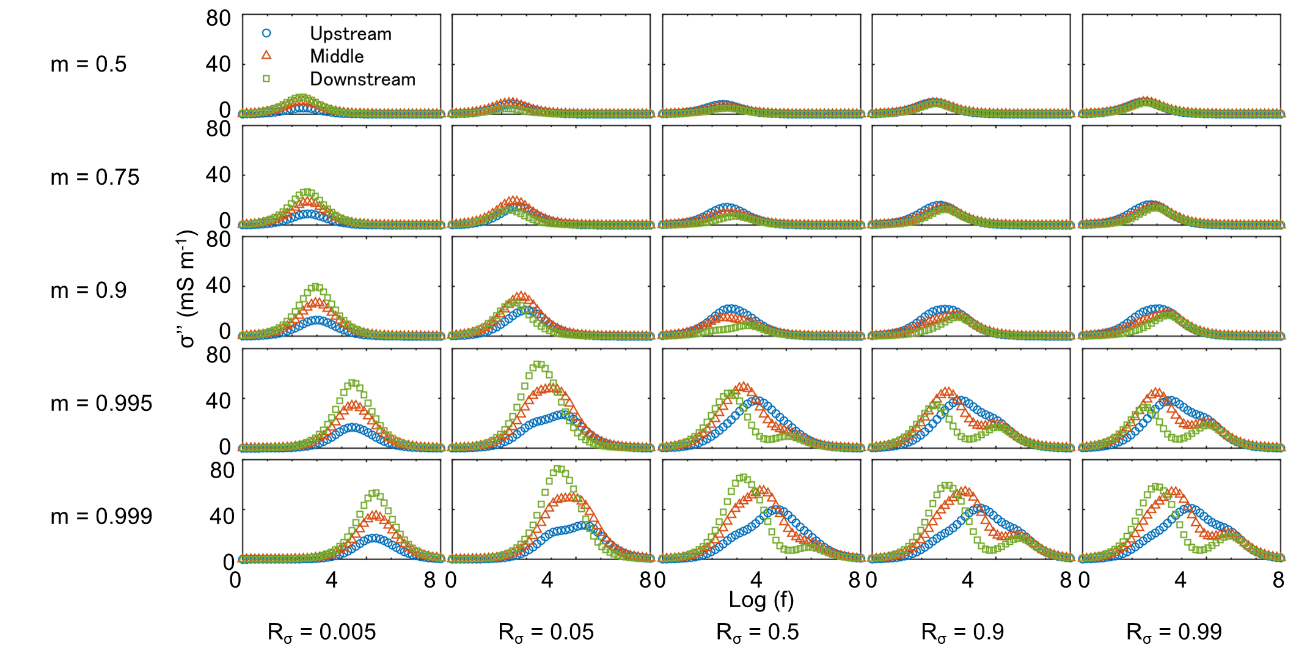 80
40
0
Upstream
Middle
Downstream
m = 0.5
80
40
0
m = 0.75
80
40
0
m = 0.9
80
40
0
m = 0.995
80
40
0
m = 0.999
σ'' (mS m⁻¹)
0 4 8 0 4 8 0 4 8 0 4 8 0 4 8
Log (f)
Rσ = 0.005 Rσ = 0.05 Rσ = 0.5 Rσ = 0.9 Rσ = 0.99